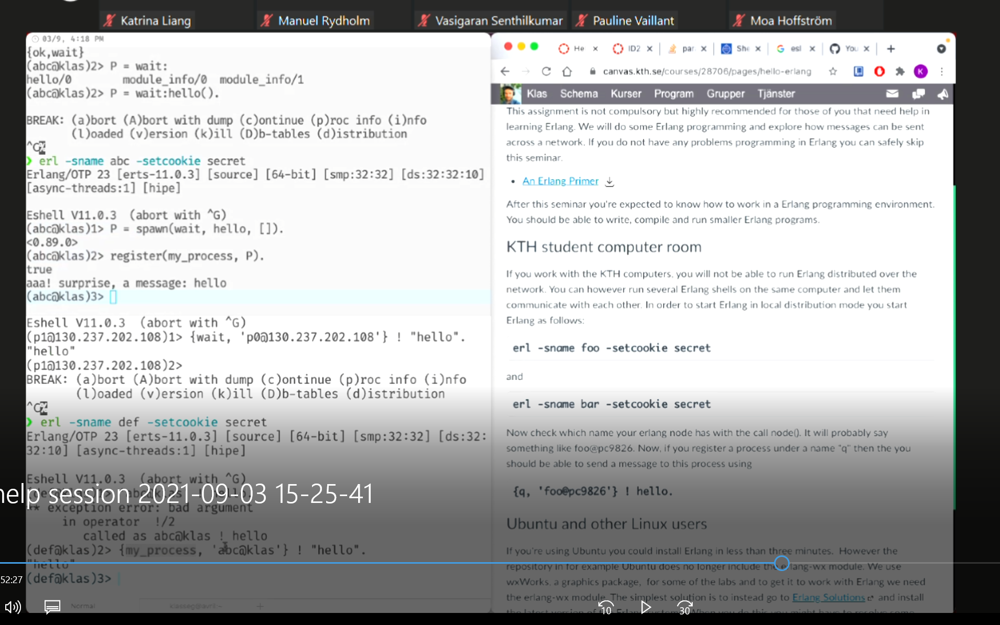 Katrina Liang
Manuel Rydholm
Vasigaran Senthilkumar
Pauline Vaillant
Moa Hoffström
03/9, 4:18 PM
{ok,wait}
(abc@klas)2> P = wait:
hello/0 module_info/0 module_info/1
(abc@klas)2> P = wait:hello().
BREAK: (a)bort (A)bort with dump (c)ontinue (p)roc info (i)nfo
(l)oaded (v)ersion (k)ill (D)b-tables (d)istribution
^C%
❯ erl -sname abc -setcookie secret
Erlang/OTP 23 [erts-11.0.3] [source] [64-bit] [smp:32:32] [ds:32:32:10]
[async-threads:1] [hipe]
Eshell V11.0.3 (abort with ^G)
(abc@klas)1> P = spawn(wait, hello, []).
<0.89.0>
(abc@klas)2> register(my_process, P).
true
aaa! surprise, a message: hello
(abc@klas)3>
Eshell V11.0.3 (abort with ^G)
(p1@130.237.202.108)1> {wait, 'p0@130.237.202.108'} ! "hello".
"hello"
(p1@130.237.202.108)2>
BREAK: (a)bort (A)bort with dump (c)ontinue (p)roc info (i)nfo
(l)oaded (v)ersion (k)ill (D)b-tables (d)istribution
^C%
❯ erl -sname def -setcookie secret
Erlang/OTP 23 [erts-11.0.3] [source] [64-bit] [smp:32:32] [ds:32:
32:10] [async-threads:1] [hipe]
Eshell V11.0.3 (abort with ^G)
help session 2021-09-03 15-25-41
** exception error: bad argument
in operator !/2
called as abc@klas ! hello
(def@klas)2> {my_process, 'abc@klas'} ! "hello".
"hello"
(def@klas)3>
52:27
Normal
klasseg@avril:~
+
10
30
He
ID2
par
She
esl
You
canvas.kth.se/courses/28706/pages/hello-erlang
K
Klas Schema Kurser Program Grupper Tjänster
This assignment is not compulsory but highly recommended for those of you that need help in
learning Erlang. We will do some Erlang programming and explore how messages can be sent
across a network. If you do not have any problems programming in Erlang you can safely skip
this seminar.
• An Erlang Primer
After this seminar you're expected to know how to work in a Erlang programming environment.
You should be able to write, compile and run smaller Erlang programs.
KTH student computer room
If you work with the KTH computers, you will not be able to run Erlang distributed over the
network. You can however run several Erlang shells on the same computer and let them
communicate with each other. In order to start Erlang in local distribution mode you start
Erlang as follows:
erl -sname foo -setcookie secret
and
erl -sname bar -setcookie secret
Now check which name your erlang node has with the call node(). It will probably say
something like foo@pc9826. Now, if you register a process under a name "q" then the you
should be able to send a message to this process using
{q, 'foo@pc9826'} ! hello.
Ubuntu and other Linux users
If you're using Ubuntu you could install Erlang in less than three minutes. However the
repository in for example Ubuntu does no longer include the erlang-wx module. We use
wxWorks, a graphics package, for some of the labs and to get it to work with Erlang we need
the erlang-wx module. The simplest solution is to instead go to Erlang Solutions and install